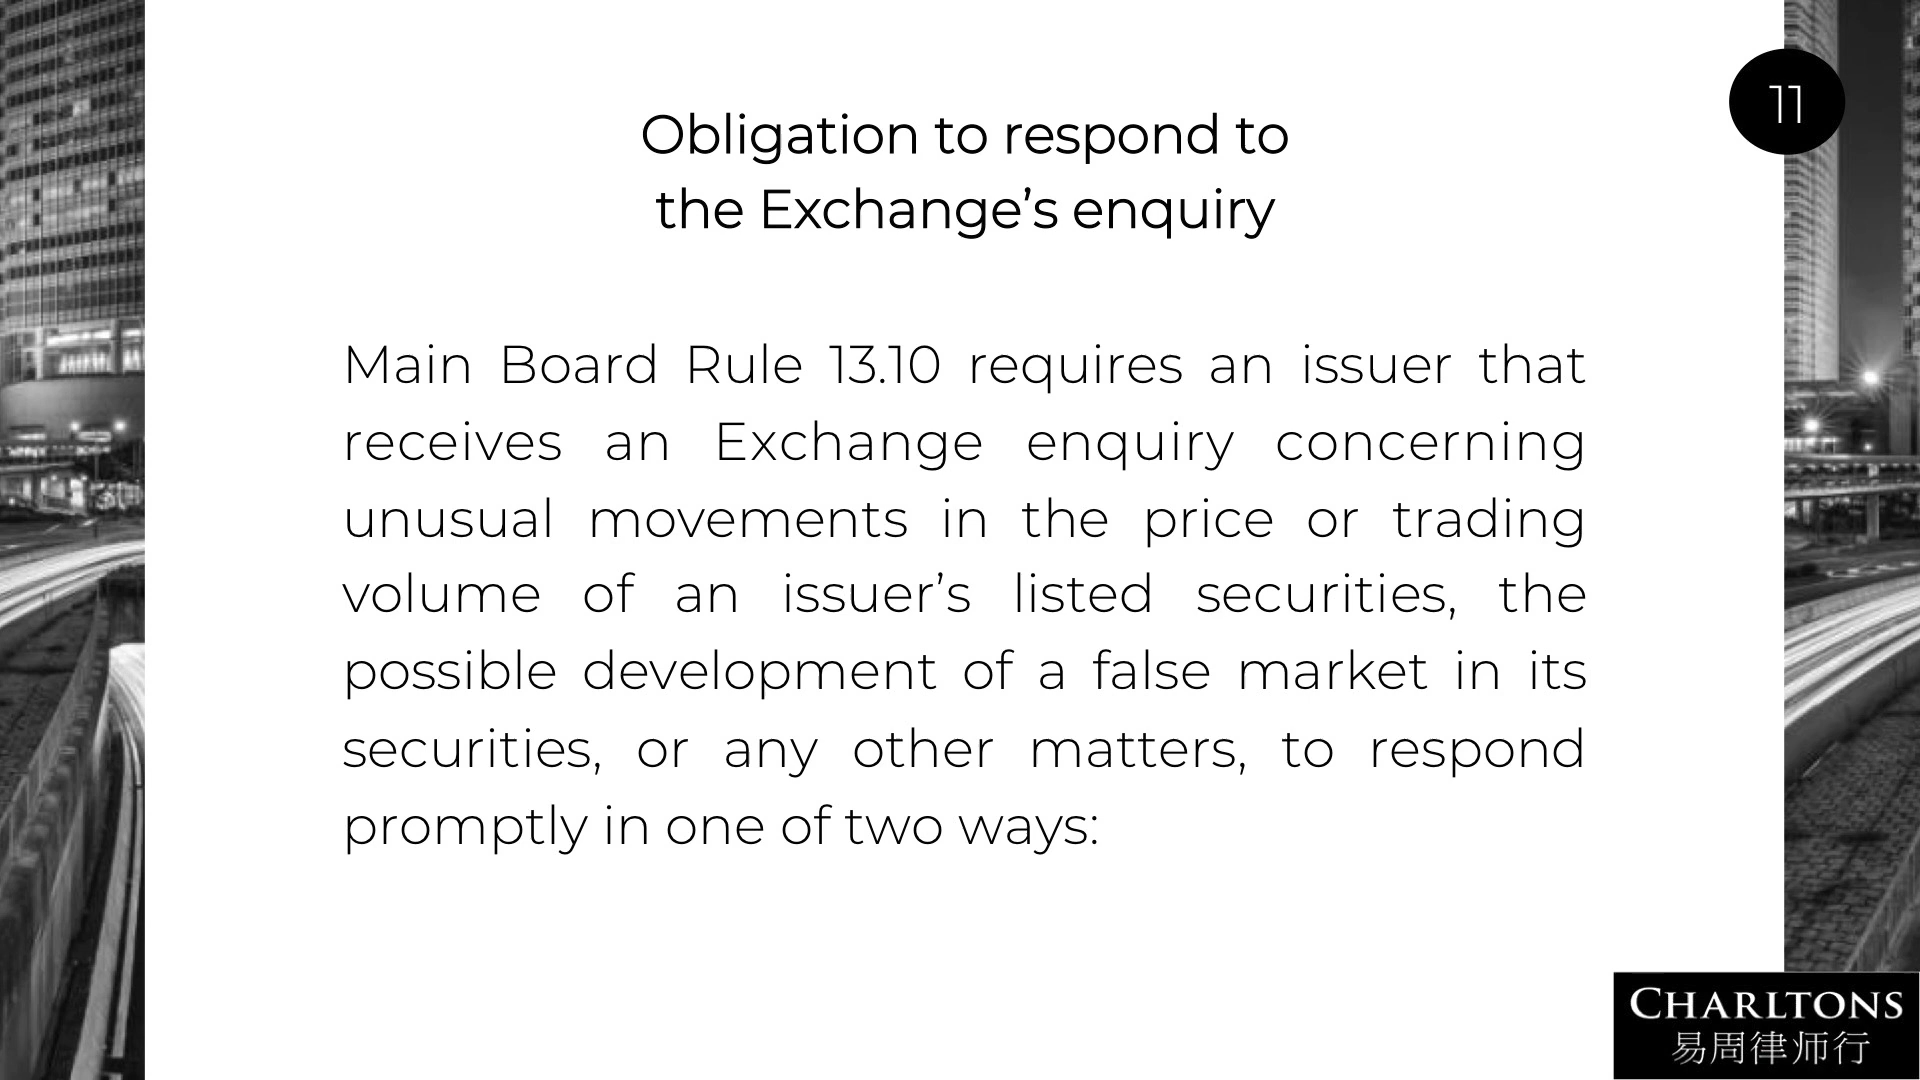 11
Obligation to respond to
the Exchange’s enquiry
Main Board Rule 13.10 requires an issuer that
receives an Exchange enquiry concerning
unusual movements in the price or trading
volume of an issuer’s listed securities, the
possible development of a false market in its
securities, or any other matters, to respond
promptly in one of two ways:
CHARLTONS
易周律师行